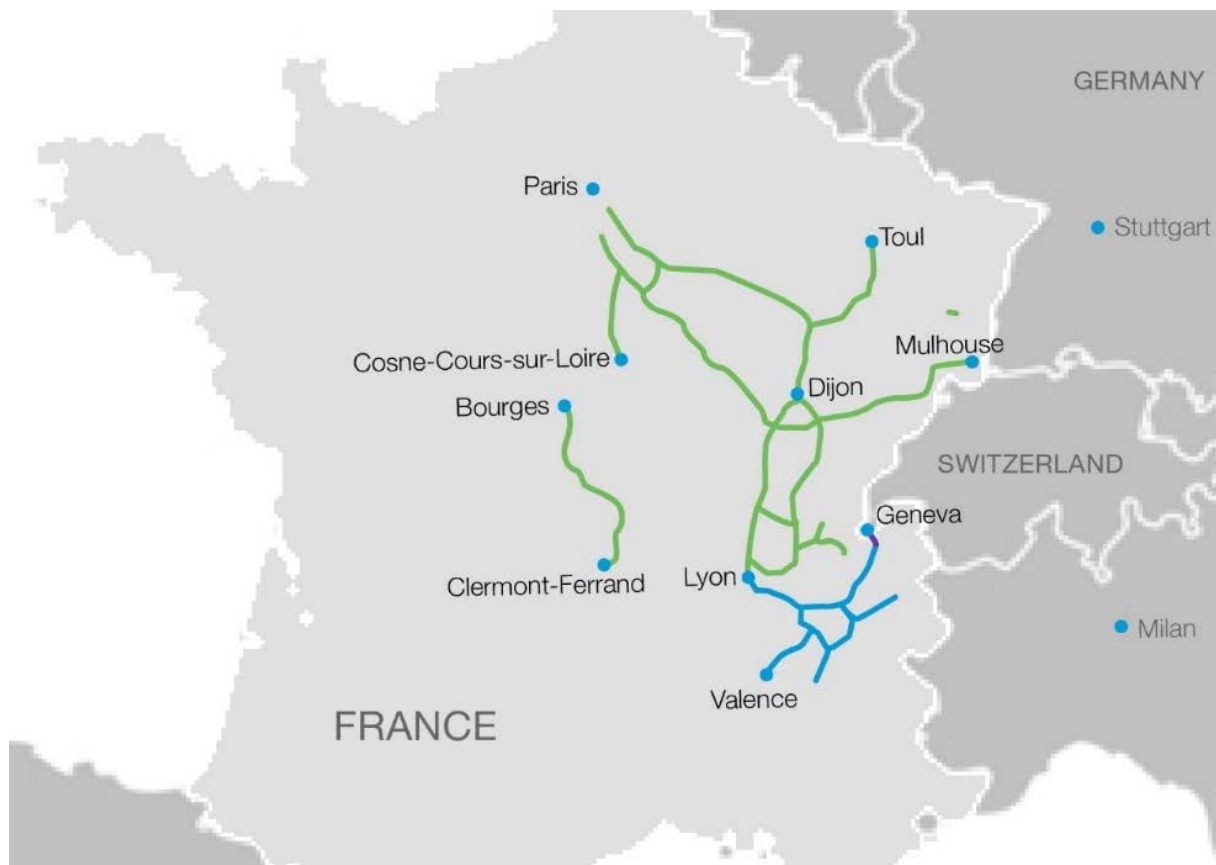 GERMANY
Paris
Toul
Stuttgart
Mulhouse
Cosne-Cours-sur-Loire
Dijon
Bourges
SWITZERLAND
Geneva
Lyon
Clermont-Ferrand
Milan
Valence
FRANCE